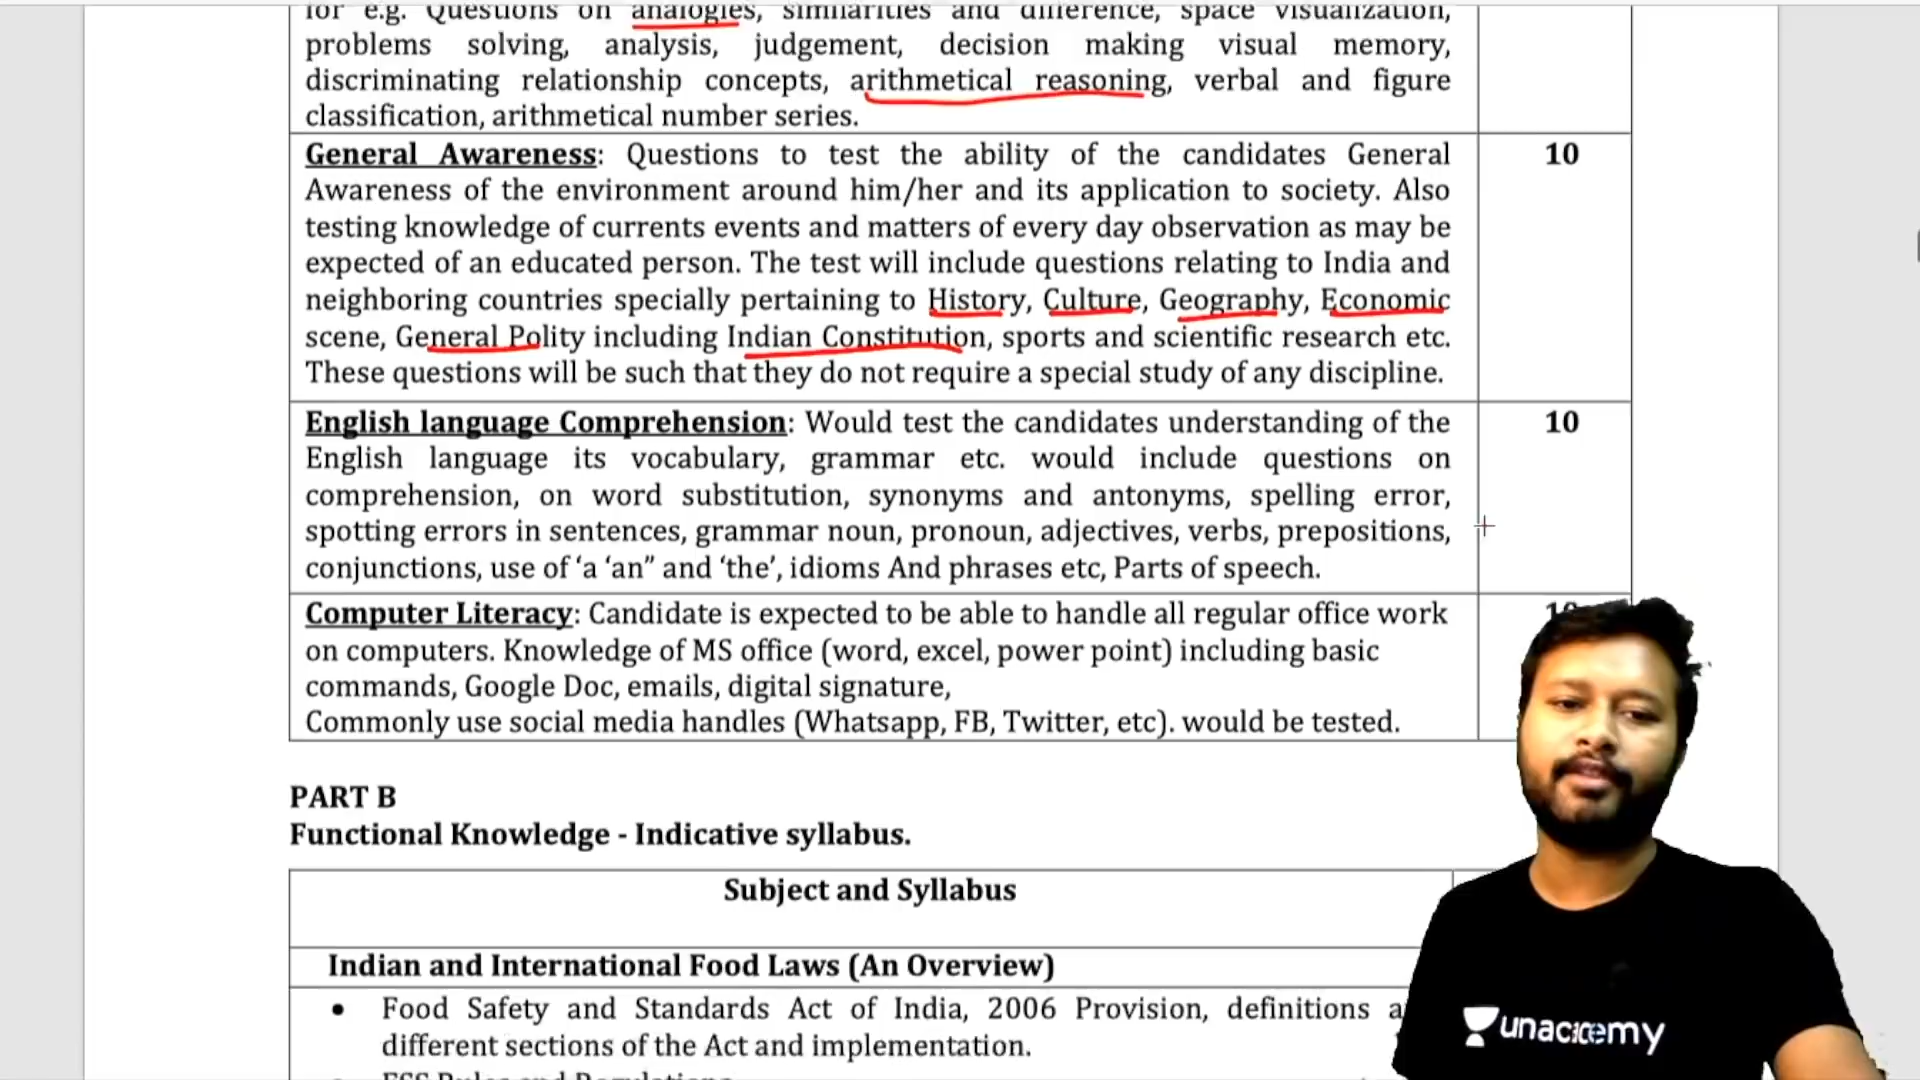 for e.g. Questions on analogies, similarities and difference, space visualization,
problems solving, analysis, judgement, decision making visual memory,
discriminating relationship concepts, arithmetical reasoning, verbal and figure
classification, arithmetical number series.
General Awareness: Questions to test the ability of the candidates General 10
Awareness of the environment around him/her and its application to society. Also
testing knowledge of currents events and matters of every day observation as may be
expected of an educated person. The test will include questions relating to India and
neighboring countries specially pertaining to History, Culture, Geography, Economic
scene, General Polity including Indian Constitution, sports and scientific research etc.
These questions will be such that they do not require a special study of any discipline.
English language Comprehension: Would test the candidates understanding of the 10
English language its vocabulary, grammar etc. would include questions on
comprehension, on word substitution, synonyms and antonyms, spelling error,
spotting errors in sentences, grammar noun, pronoun, adjectives, verbs, prepositions,
conjunctions, use of ‘a ‘an” and ‘the’, idioms And phrases etc, Parts of speech.
Computer Literacy: Candidate is expected to be able to handle all regular office work
on computers. Knowledge of MS office (word, excel, power point) including basic
commands, Google Doc, emails, digital signature,
Commonly use social media handles (Whatsapp, FB, Twitter, etc). would be tested.
PART B
Functional Knowledge - Indicative syllabus.
Subject and Syllabus
Indian and International Food Laws (An Overview)
• Food Safety and Standards Act of India, 2006 Provision, definitions
different sections of the Act and implementation.
• FSS Rules and Regulations
unacademy